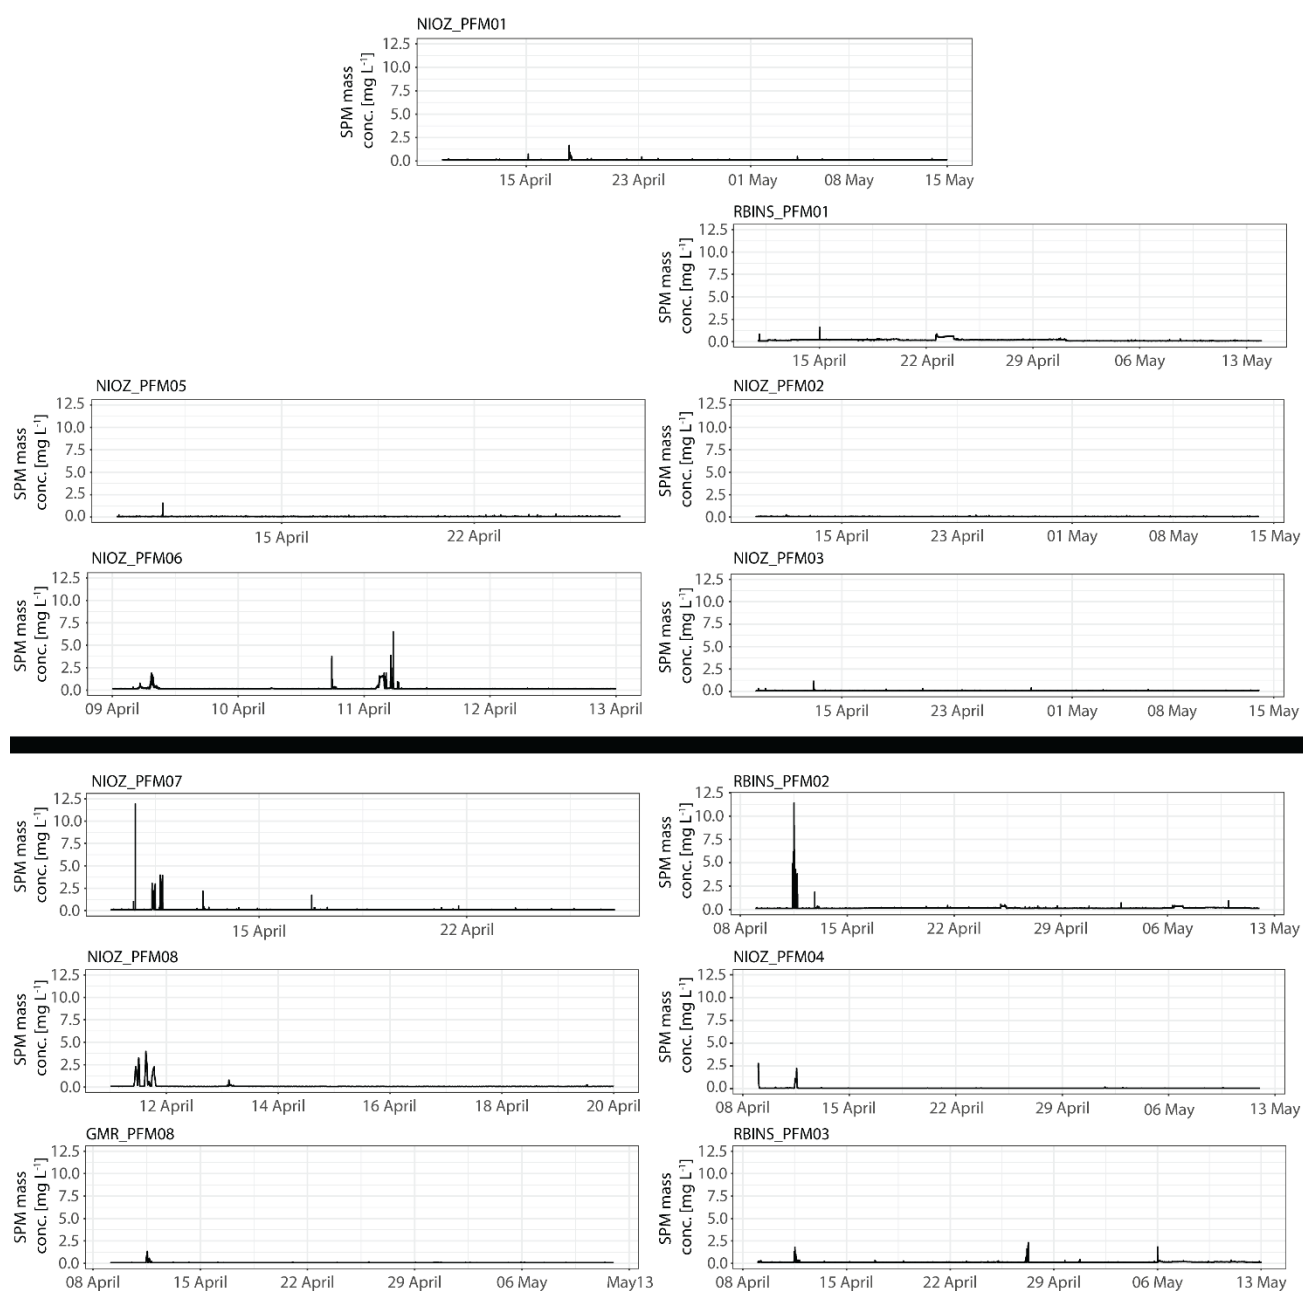 NIOZ_PFM01
SPM mass
conc. [mg L⁻¹]
12.5
10.0
7.5
5.0
2.5
0.0
15 April 23 April 01 May 08 May 15 May
RBINS_PFM01
SPM mass
conc. [mg L⁻¹]
12.5
10.0
7.5
5.0
2.5
0.0
15 April 22 April 29 April 06 May 13 May
NIOZ_PFM05
SPM mass
conc. [mg L⁻¹]
12.5
10.0
7.5
5.0
2.5
0.0
15 April 22 April
NIOZ_PFM02
SPM mass
conc. [mg L⁻¹]
12.5
10.0
7.5
5.0
2.5
0.0
15 April 23 April 01 May 08 May 15 May
NIOZ_PFM06
SPM mass
conc. [mg L⁻¹]
12.5
10.0
7.5
5.0
2.5
0.0
09 April 10 April 11 April 12 April 13 April
NIOZ_PFM03
SPM mass
conc. [mg L⁻¹]
12.5
10.0
7.5
5.0
2.5
0.0
15 April 23 April 01 May 08 May 15 May
NIOZ_PFM07
SPM mass
conc. [mg L⁻¹]
12.5
10.0
7.5
5.0
2.5
0.0
15 April 22 April
RBINS_PFM02
SPM mass
conc. [mg L⁻¹]
12.5
10.0
7.5
5.0
2.5
0.0
08 April 15 April 22 April 29 April 06 May 13 May
NIOZ_PFM08
SPM mass
conc. [mg L⁻¹]
12.5
10.0
7.5
5.0
2.5
0.0
12 April 14 April 16 April 18 April 20 April
NIOZ_PFM04
SPM mass
conc. [mg L⁻¹]
12.5
10.0
7.5
5.0
2.5
0.0
08 April 15 April 22 April 29 April 06 May 13 May
GMR_PFM08
SPM mass
conc. [mg L⁻¹]
12.5
10.0
7.5
5.0
2.5
0.0
08 April 15 April 22 April 29 April 06 May May13
RBINS_PFM03
SPM mass
conc. [mg L⁻¹]
12.5
10.0
7.5
5.0
2.5
0.0
08 April 15 April 22 April 29 April 06 May 13 May